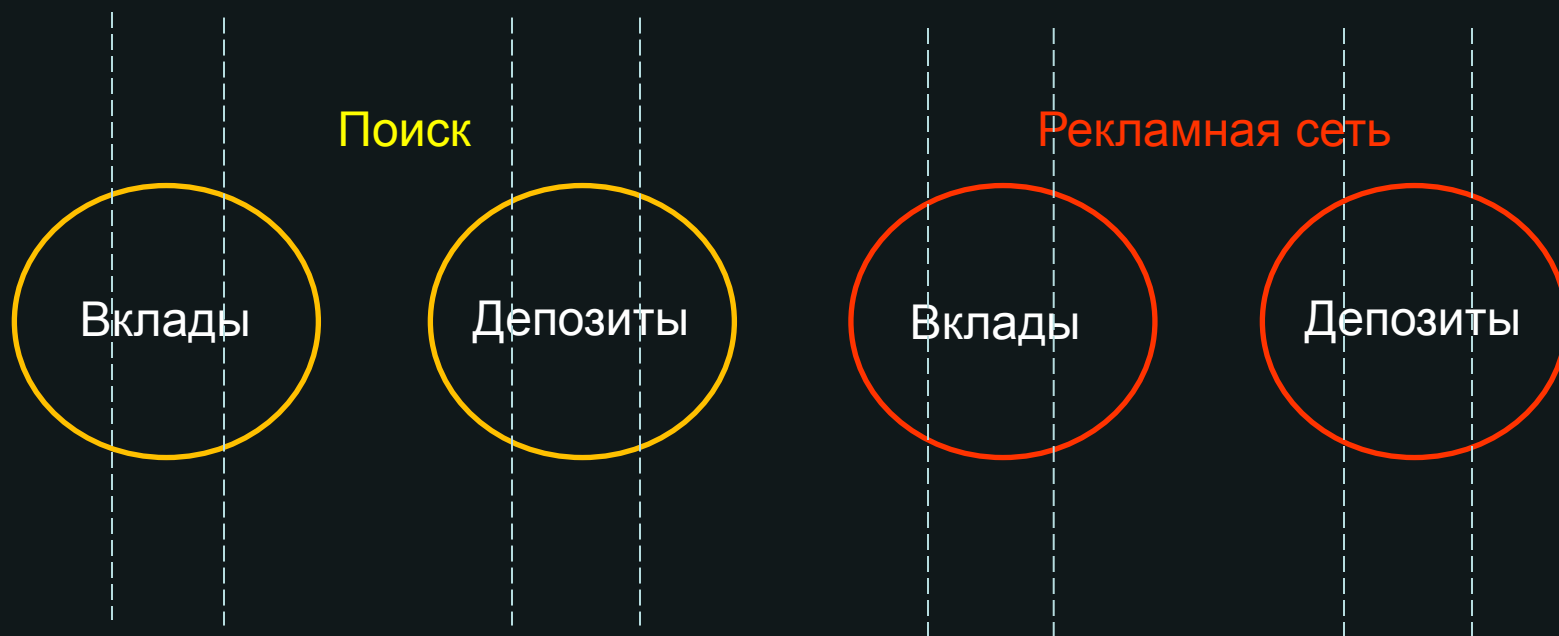 Поиск
Рекламная сеть
Вклады
Депозиты
Вклады
Депозиты